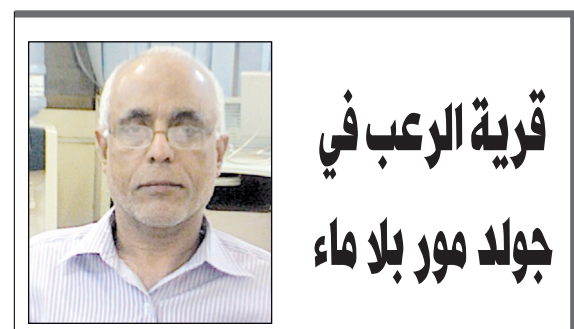 قرية الرعب في
جولد مور بلا ماء